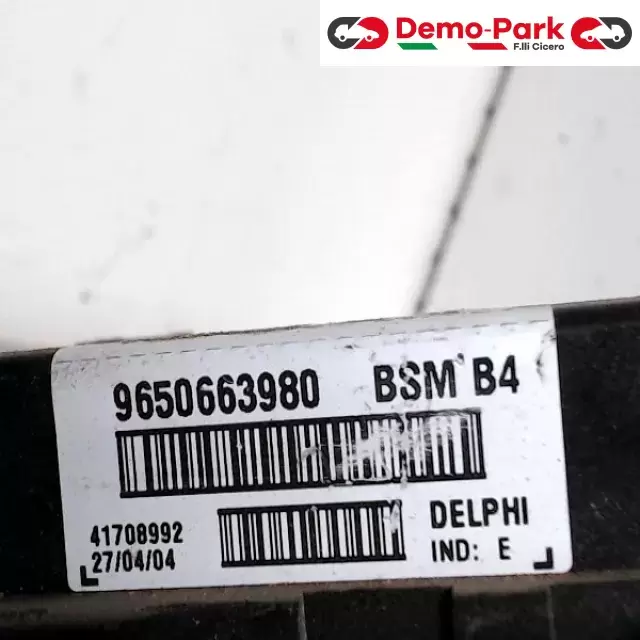 Demo-Park
F.lli Cicero
9650663980 BSM B4
41708992
27/04/04
DELPHI
IND: E